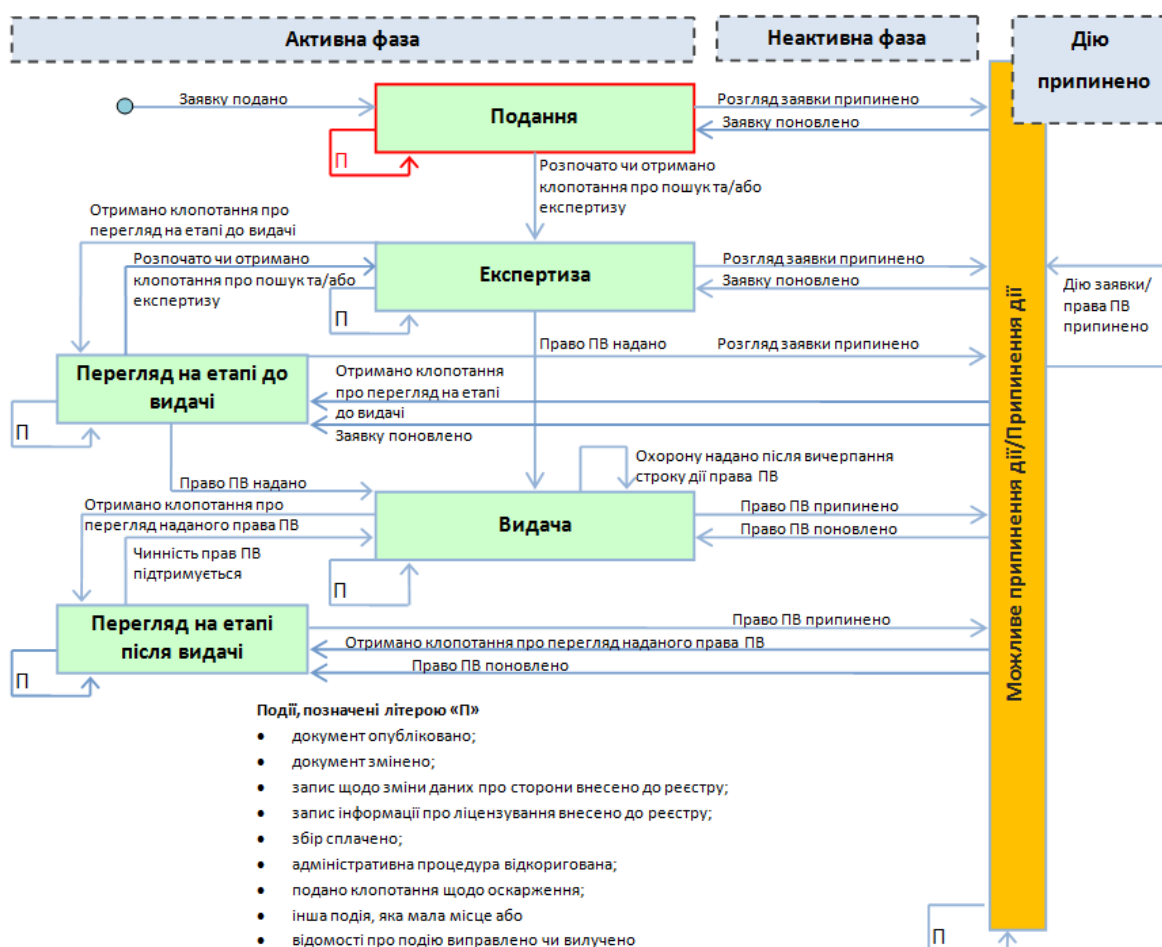 Активна фаза
Неактивна фаза
Дію
припинено
Заявку подано
Подання
Розгляд заявки припинено
Заявку поновлено
П
Розпочато чи отримано
клопотання про пошук та/або
експертизу
Отримано клопотання про
перегляд на етапі до видачі
Розпочато чи отримано
клопотання про пошук та/або
експертизу
Експертиза
Розгляд заявки припинено
Заявку поновлено
П
Дію заявки/
права ПВ
припинено
Право ПВ надано
Розгляд заявки припинено
Перегляд на етапі до
видачі
П
Отримано клопотання
про перегляд на етапі
до видачі
Заявку поновлено
Охорону надано після вичерпання
строку дії права ПВ
Право ПВ надано
Отримано клопотання про
перегляд наданого права ПВ
Видача
Право ПВ припинено
Право ПВ поновлено
Чинність прав ПВ
підтримується
П
Перегляд на етапі
після видачі
П
Право ПВ припинено
Отримано клопотання про перегляд наданого права ПВ
Право ПВ поновлено
Можливе припинення дії/Припинення дії
Події, позначені літерою «П»
• документ опубліковано;
• документ змінено;
• запис щодо зміни даних про сторони внесено до реєстру;
• запис інформації про ліцензування внесено до реєстру;
• збір сплачено;
• адміністративна процедура відкоригована;
• подано клопотання щодо оскарження;
• інша подія, яка мала місце або
• відомості про подію виправлено чи вилучено
П